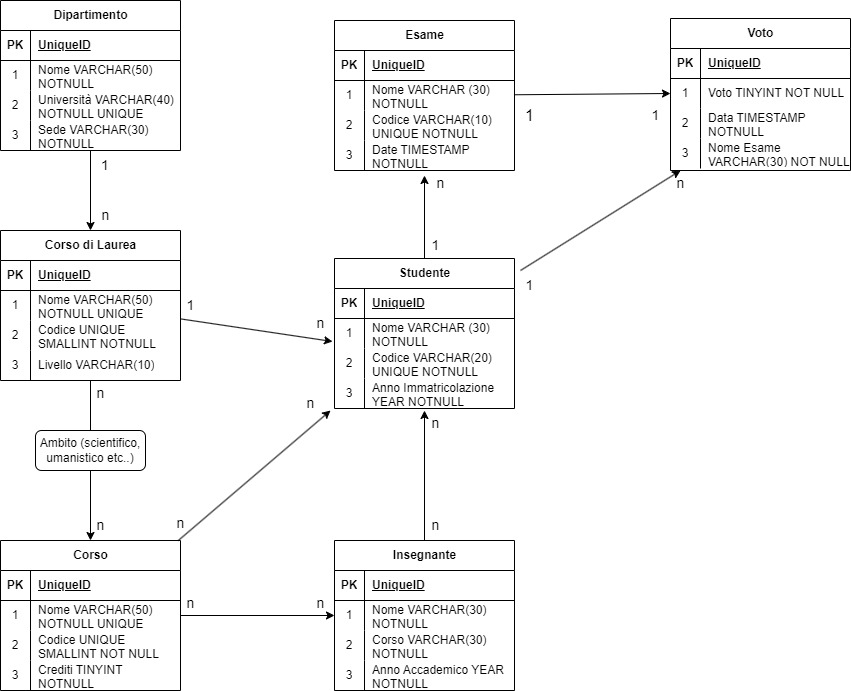 Dipartimento
PK UniqueID
1 Nome VARCHAR(50)
NOTNULL
2 Università VARCHAR(40)
NOTNULL UNIQUE
3 Sede VARCHAR(30)
NOTNULL
1
n
Corso di Laurea
PK UniqueID
1 Nome VARCHAR(50)
NOTNULL UNIQUE
2 Codice UNIQUE
SMALLINT NOTNULL
3 Livello VARCHAR(10)
1
n
n
Ambito (scientifico,
umanistico etc..)
n
Corso
PK UniqueID
1 Nome VARCHAR(50)
NOTNULL UNIQUE
2 Codice UNIQUE
SMALLINT NOT NULL
3 Crediti TINYINT
NOTNULL
n
n
n
n
Esame
PK UniqueID
1 Nome VARCHAR (30)
NOTNULL
2 Codice VARCHAR(10)
UNIQUE NOTNULL
3 Date TIMESTAMP
NOTNULL
1
1
n
1
Studente
PK UniqueID
1 Nome VARCHAR (30)
NOTNULL
2 Codice VARCHAR(20)
UNIQUE NOTNULL
3 Anno Immatricolazione
YEAR NOTNULL
1
n
n
n
Insegnante
PK UniqueID
1 Nome VARCHAR(30)
NOTNULL
2 Corso VARCHAR(30)
NOTNULL
3 Anno Accademico YEAR
NOTNULL
Voto
PK UniqueID
1 Voto TINYINT NOT NULL
2 Data TIMESTAMP
NOTNULL
3 Nome Esame
VARCHAR(30) NOT NULL